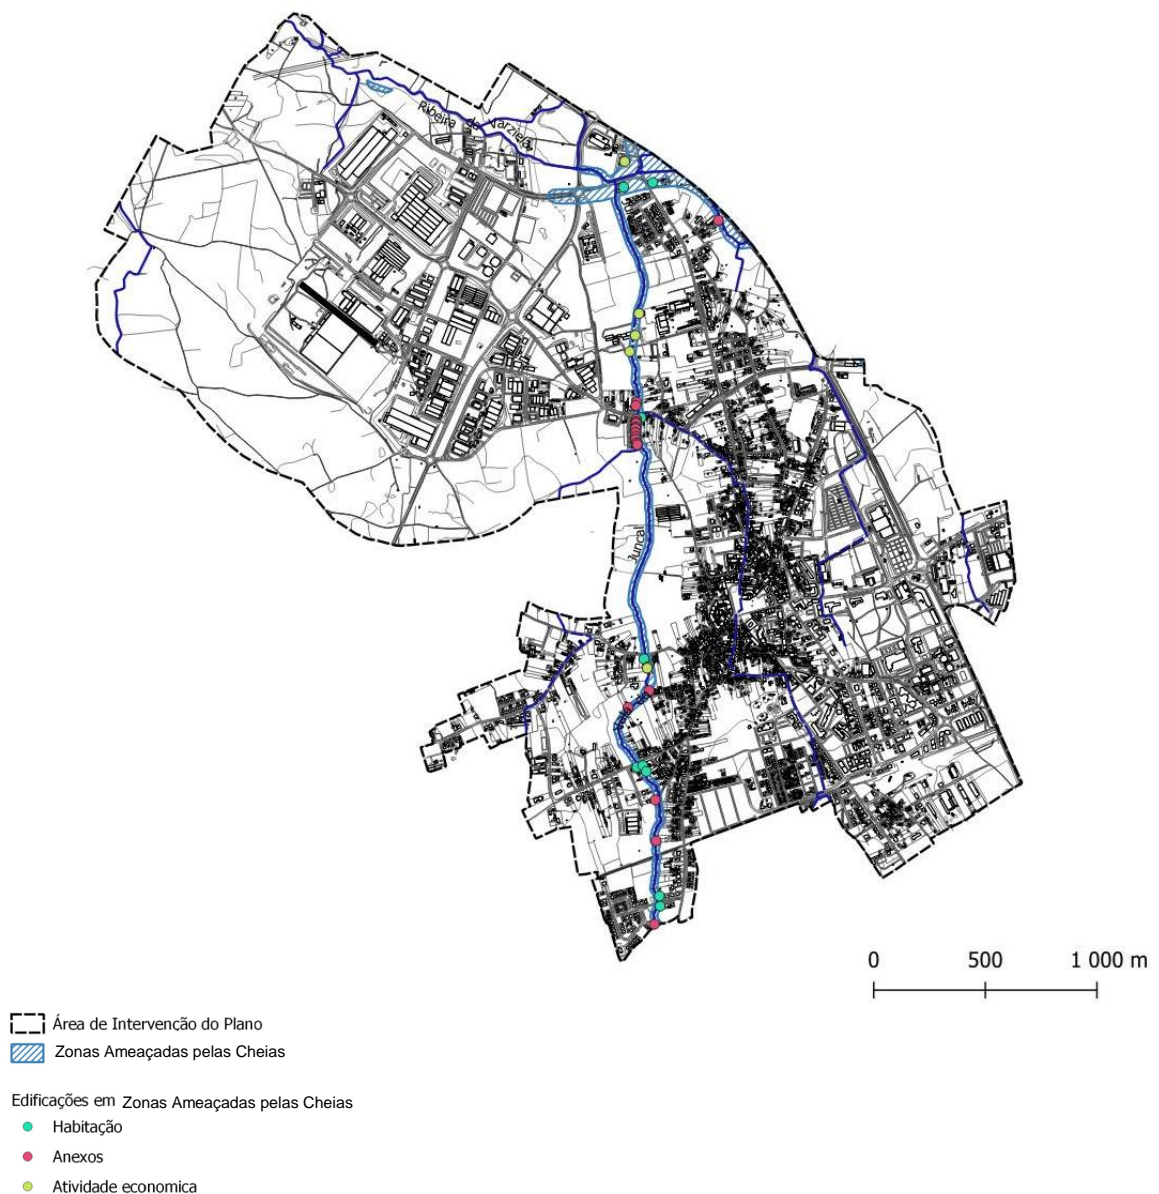 Ribeira da Varziela
Juncal
0 500 1 000 m
Área de Intervenção do Plano
Zonas Ameaçadas pelas Cheias
Edificações em Zonas Ameaçadas pelas Cheias
Habitação
Anexos
Atividade economica